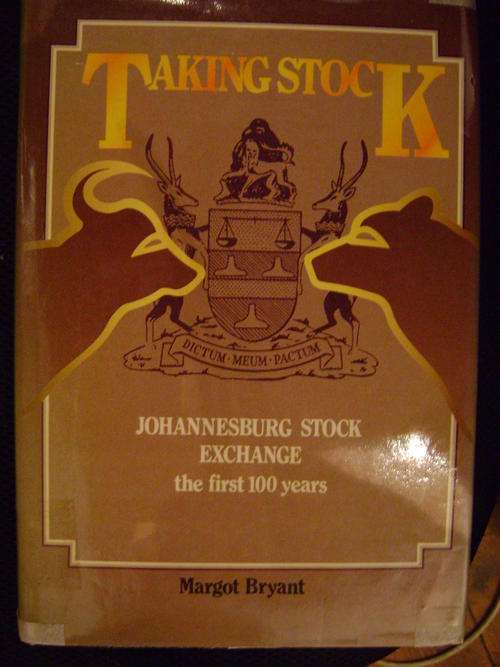 TAKING STOCK
DICTUM · MEUM · PACTUM
JOHANNESBURG STOCK
EXCHANGE
the first 100 years
Margot Bryant